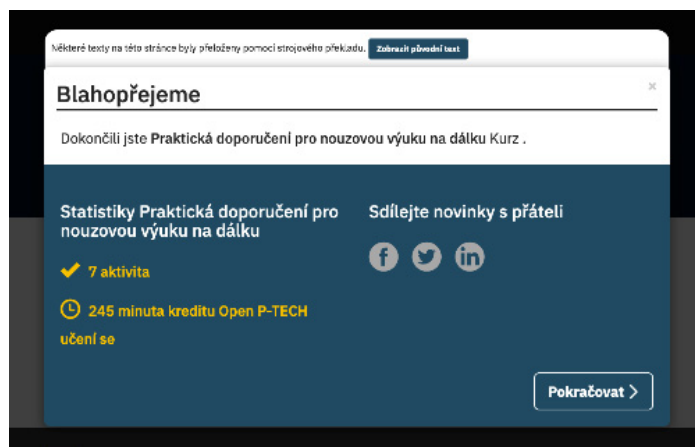 Některé texty na této stránce byly přeloženy pomocí strojového překladu. Zobrazit původní text
Blahopřejeme
×
Dokončili jste Praktická doporučení pro nouzovou výuku na dálku Kurz .
Statistiky Praktická doporučení pro
nouzovou výuku na dálku
7 aktivita
245 minuta kreditu Open P-TECH
učení se
Sdílejte novinky s přáteli
Pokračovat